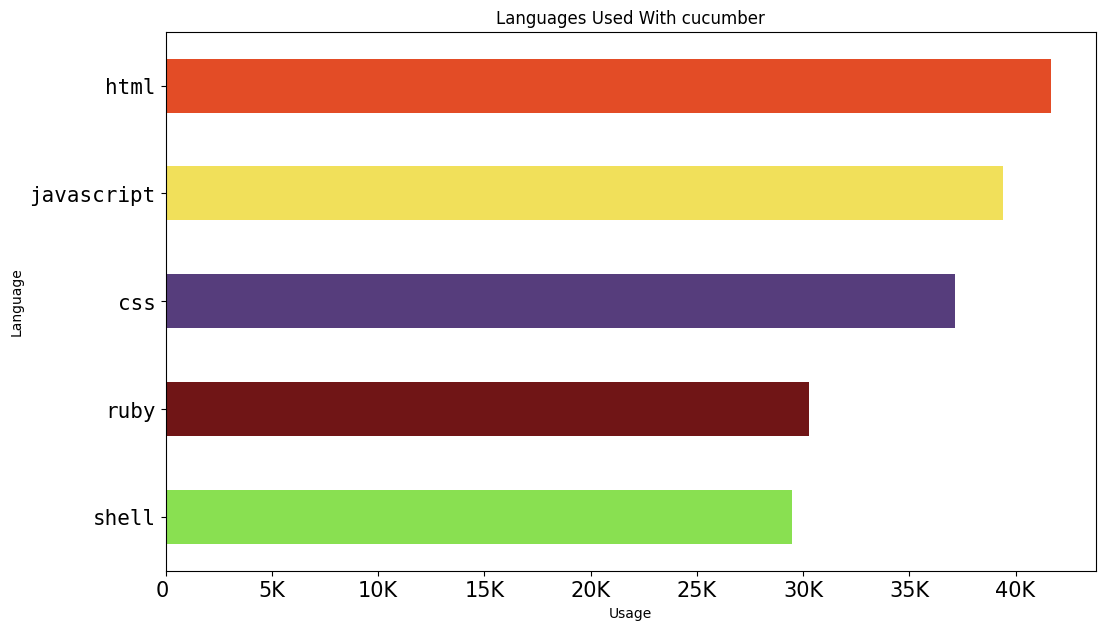 Languages Used With cucumber
html
javascript
css
ruby
shell
Language
0 5K 10K 15K 20K 25K 30K 35K 40K
Usage